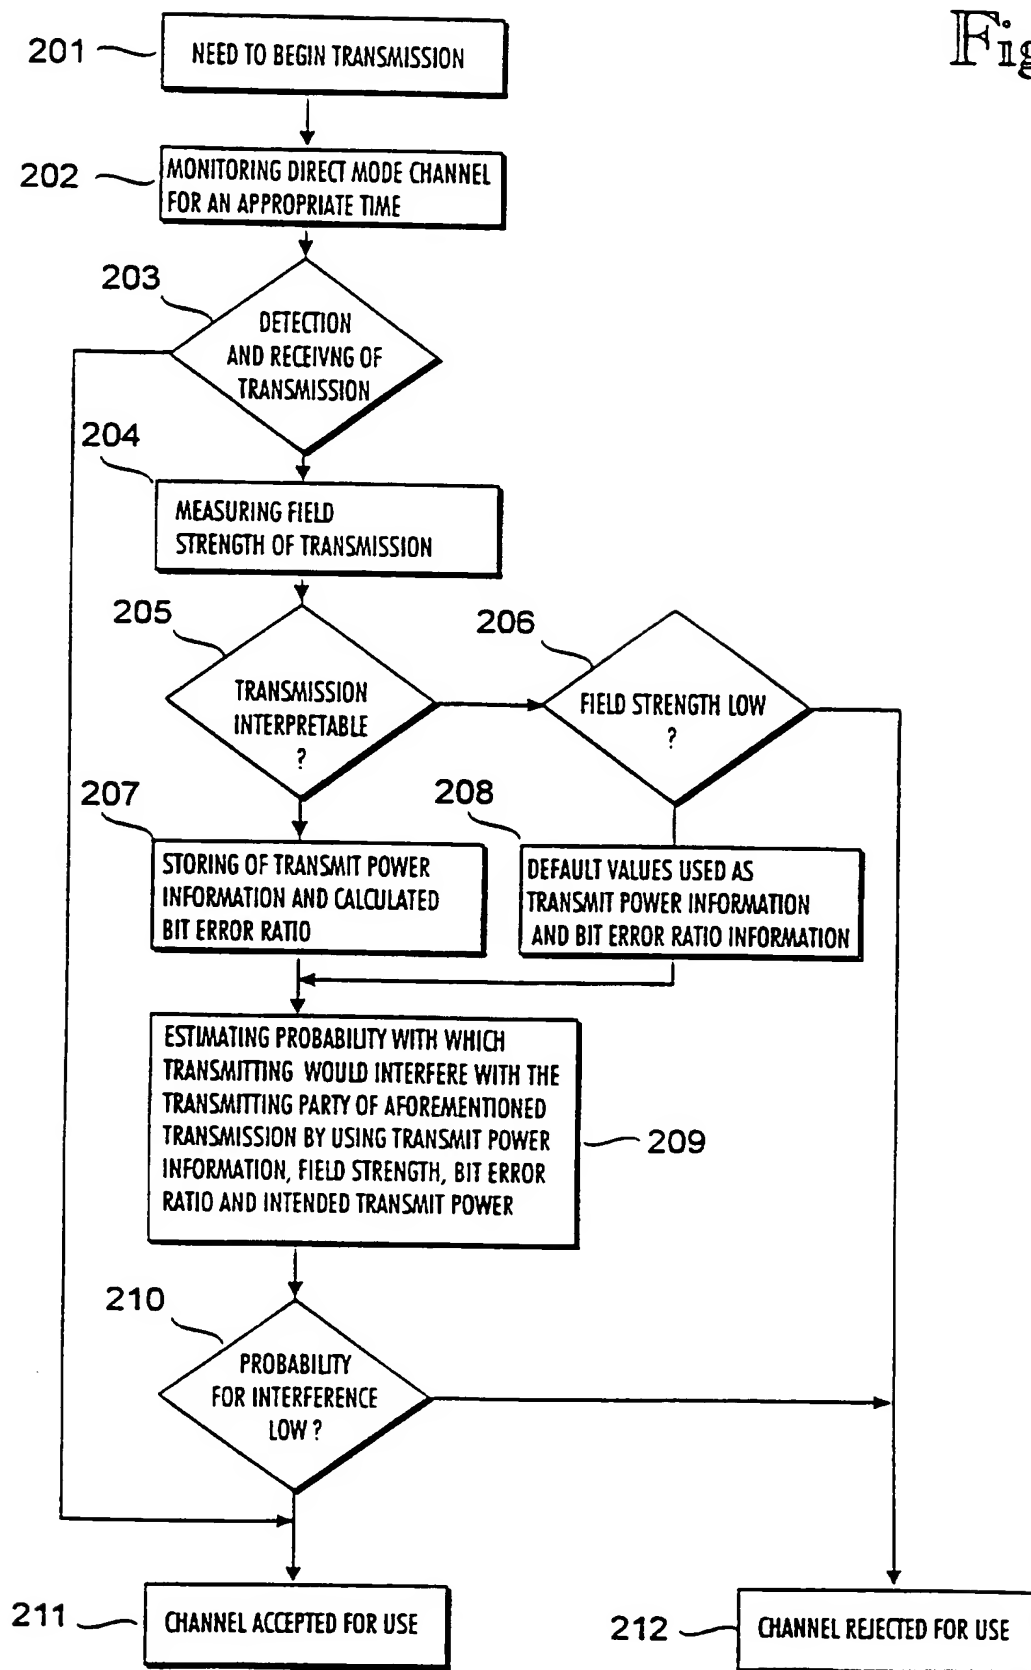 Fig
201
NEED TO BEGIN TRANSMISSION
202
MONITORING DIRECT MODE CHANNEL
FOR AN APPROPRIATE TIME
203
DETECTION
AND RECEIVNG OF
TRANSMISSION
204
MEASURING FIELD
STRENGTH OF TRANSMISSION
205
TRANSMISSION
INTERPRETABLE
?
206
FIELD STRENGTH LOW
?
207
STORING OF TRANSMIT POWER
INFORMATION AND CALCULATED
BIT ERROR RATIO
208
DEFAULT VALUES USED AS
TRANSMIT POWER INFORMATION
AND BIT ERROR RATIO INFORMATION
ESTIMATING PROBABILITY WITH WHICH
TRANSMITTING WOULD INTERFERE WITH THE
TRANSMITTING PARTY OF AFOREMENTIONED
TRANSMISSION BY USING TRANSMIT POWER
INFORMATION, FIELD STRENGTH, BIT ERROR
RATIO AND INTENDED TRANSMIT POWER
209
210
PROBABILITY
FOR INTERFERENCE
LOW ?
211
CHANNEL ACCEPTED FOR USE
212
CHANNEL REJECTED FOR USE